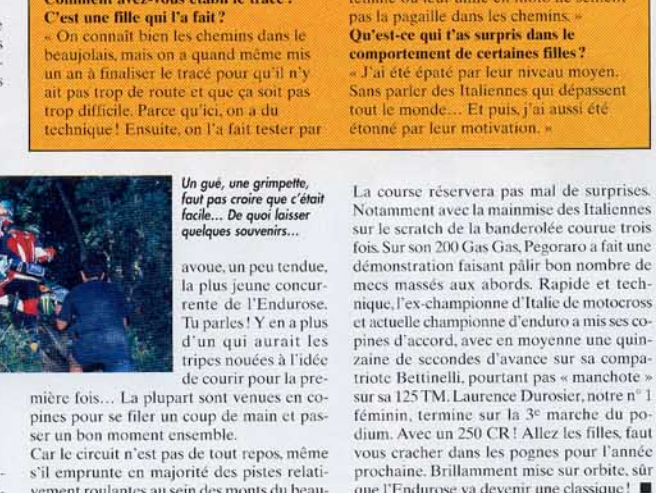 Comment avez-vous établi le tracé ?
C'est une fille qui l'a fait ?
« On connaît bien les chemins dans le
beaujolais, mais on a quand même mis
un an à finaliser le tracé pour qu'il n'y
ait pas trop de route et que ça soit pas
trop difficile. Parce qu'ici, on a du
technique ! Ensuite, on l'a fait tester par
pas la pagaille dans les chemins. »
Qu'est-ce qui t'as surpris dans le
comportement de certaines filles ?
« J'ai été épaté par leur niveau moyen.
Sans parler des Italiennes qui dépassent
tout le monde… Et puis, j'ai aussi été
étonné par leur motivation. »
Un gué, une grimpette,
faut pas croire que c'était
facile… De quoi laisser
quelques souvenirs…
avoue, un peu tendue,
la plus jeune concur-
rente de l'Endurose.
Tu parles ! Y en a plus
d'un qui aurait les
tripes nouées à l'idée
de courir pour la pre-
mière fois… La plupart sont venues en co-
pines pour se filer un coup de main et pas-
ser un bon moment ensemble.
Car le circuit n'est pas de tout repos, même
s'il emprunte en majorité des pistes relati-
vement roulantes au sein des monts du beau-
La course réservera pas mal de surprises.
Notamment avec la mainmise des Italiennes
sur le scratch de la banderolée courue trois
fois. Sur son 200 Gas Gas, Pegoraro a fait une
démonstration faisant pâlir bon nombre de
mecs massés aux abords. Rapide et tech-
nique, l'ex-championne d'Italie de motocross
et actuelle championne d'enduro a mis ses co-
pines d'accord, avec en moyenne une quin-
zaine de secondes d'avance sur sa compa-
triote Bettinelli, pourtant pas « manchote »
sur sa 125 TM. Laurence Durosier, notre n° 1
féminin, termine sur la 3e marche du po-
dium. Avec un 250 CR ! Allez les filles, faut
vous cracher dans les pognes pour l'année
prochaine. Brillamment mise sur orbite, sûr
que l'Endurose va devenir une classique ! ■